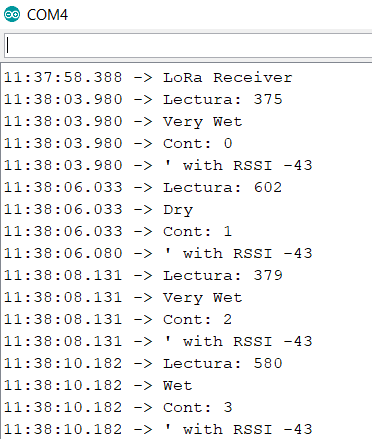 COM4
11:37:58.388 -> LoRa Receiver
11:38:03.980 -> Lectura: 375
11:38:03.980 -> Very Wet
11:38:03.980 -> Cont: 0
11:38:03.980 -> ' with RSSI -43
11:38:06.033 -> Lectura: 602
11:38:06.033 -> Dry
11:38:06.033 -> Cont: 1
11:38:06.080 -> ' with RSSI -43
11:38:08.131 -> Lectura: 379
11:38:08.131 -> Very Wet
11:38:08.131 -> Cont: 2
11:38:08.131 -> ' with RSSI -43
11:38:10.182 -> Lectura: 580
11:38:10.182 -> Wet
11:38:10.182 -> Cont: 3
11:38:10.182 -> ' with RSSI -43